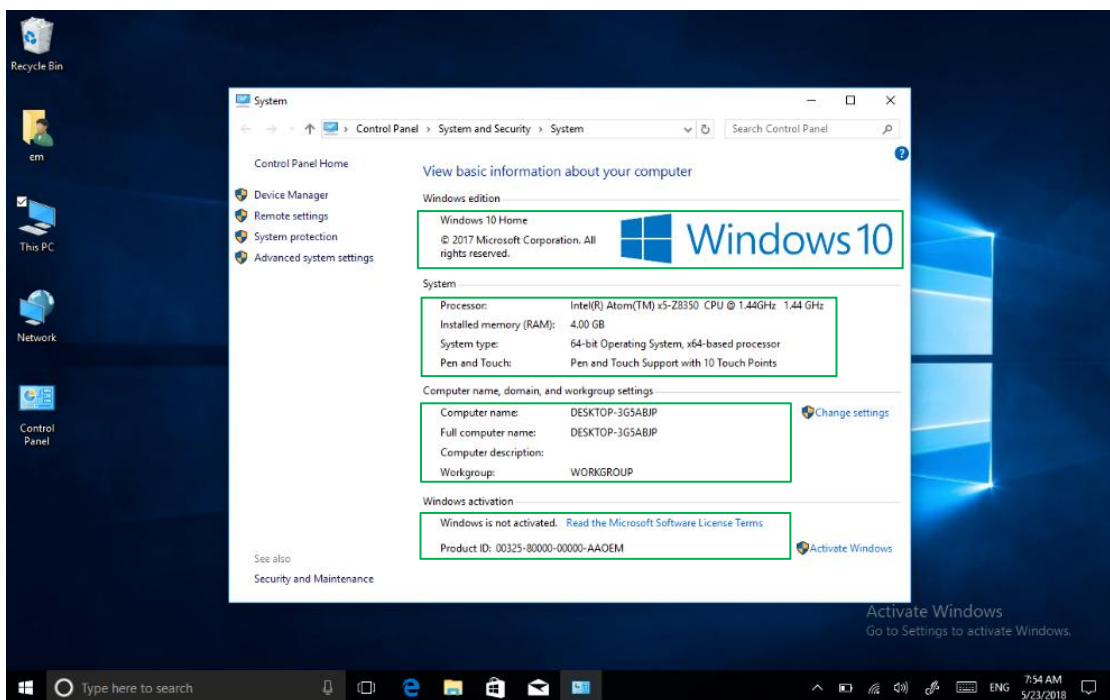 Recycle Bin
em
This PC
Network
Control
Panel
System
Control Panel › System and Security › System
Search Control Panel
?
Control Panel Home
Device Manager
Remote settings
System protection
Advanced system settings
See also
Security and Maintenance
View basic information about your computer
Windows edition
Windows 10 Home
© 2017 Microsoft Corporation. All
rights reserved.
Windows 10
System
Processor: Intel(R) Atom(TM) x5-Z8350 CPU @ 1.44GHz 1.44 GHz
Installed memory (RAM): 4.00 GB
System type: 64-bit Operating System, x64-based processor
Pen and Touch: Pen and Touch Support with 10 Touch Points
Computer name, domain, and workgroup settings
Computer name: DESKTOP-3G5ABJP
Change settings
Full computer name: DESKTOP-3G5ABJP
Computer description:
Workgroup: WORKGROUP
Windows activation
Windows is not activated. Read the Microsoft Software License Terms
Product ID: 00325-80000-00000-AAOEM
Activate Windows
Activate Windows
Go to Settings to activate Windows.
Type here to search
ENG
7:54 AM
5/23/2018